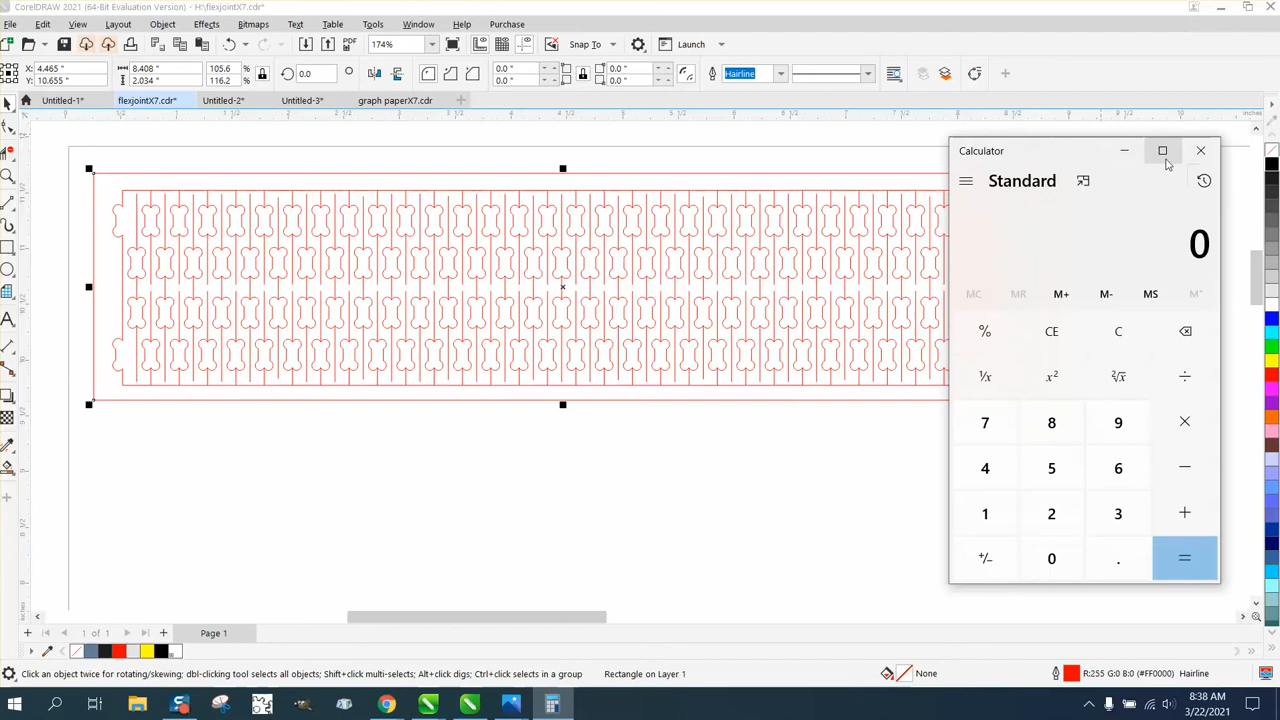 CorelDRAW 2021 (64-Bit Evaluation Version) - H:\flexjointX7.cdr*
File Edit View Layout Object Effects Bitmaps Text Table Tools Window Help Purchase
174% PDF Snap To Launch
X: 4.465 " 8.408 " 105.6 % 0.0 ° 0.0 " 0.0 " Hairline
Y: 10.655 " 2.034 " 116.2 % 0.0 " 0.0 "
Untitled-1* flexjointX7.cdr* Untitled-2* Untitled-3* graph paperX7.cdr
inches
Calculator
Standard
0
MC MR M+ M- MS M˅
% CE C
¹/x x² ²√x ÷
7 8 9 ×
4 5 6 −
1 2 3 +
+/− 0 . =
1 of 1 Page 1
Click an object twice for rotating/skewing; dbl-clicking tool selects all objects; Shift+click multi-selects; Alt+click digs; Ctrl+click selects in a group Rectangle on Layer 1 None R:255 G:0 B:0 (#FF0000) Hairline
8:38 AM
3/22/2021